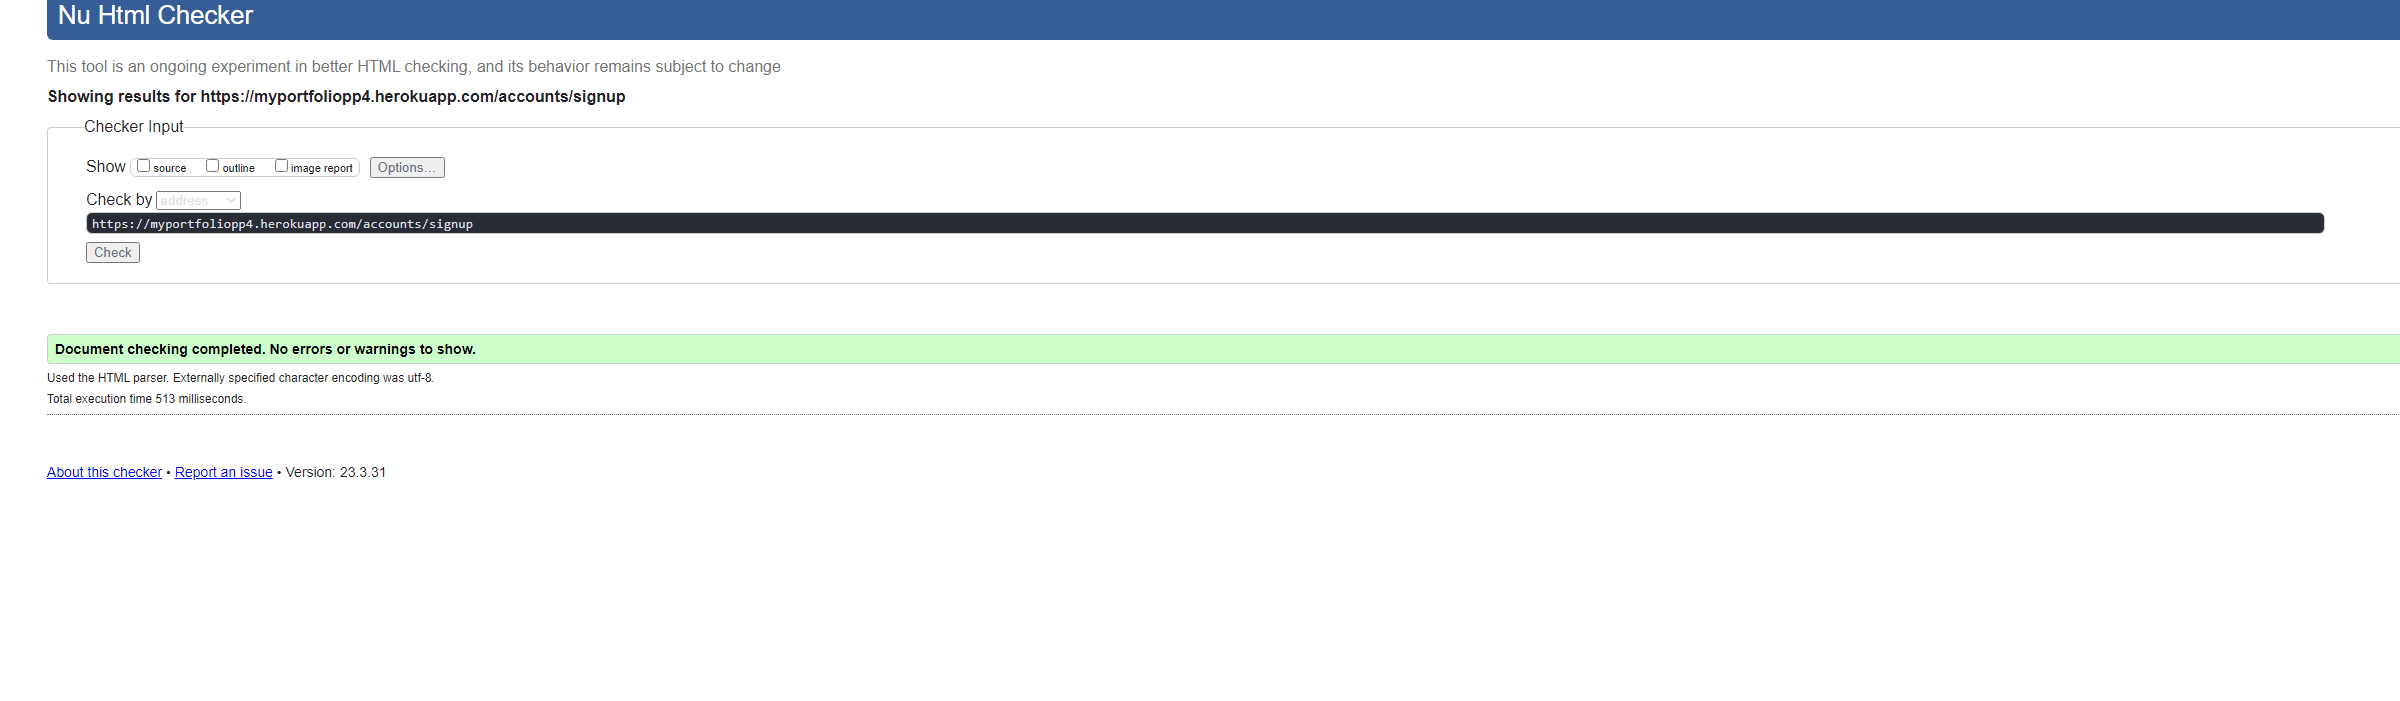 Nu Html Checker
This tool is an ongoing experiment in better HTML checking, and its behavior remains subject to change
Showing results for https://myportfoliopp4.herokuapp.com/accounts/signup
Checker Input
Show source outline image report Options...
Check by address
https://myportfoliopp4.herokuapp.com/accounts/signup
Check
Document checking completed. No errors or warnings to show.
Used the HTML parser. Externally specified character encoding was utf-8.
Total execution time 513 milliseconds.
About this checker • Report an issue • Version: 23.3.31